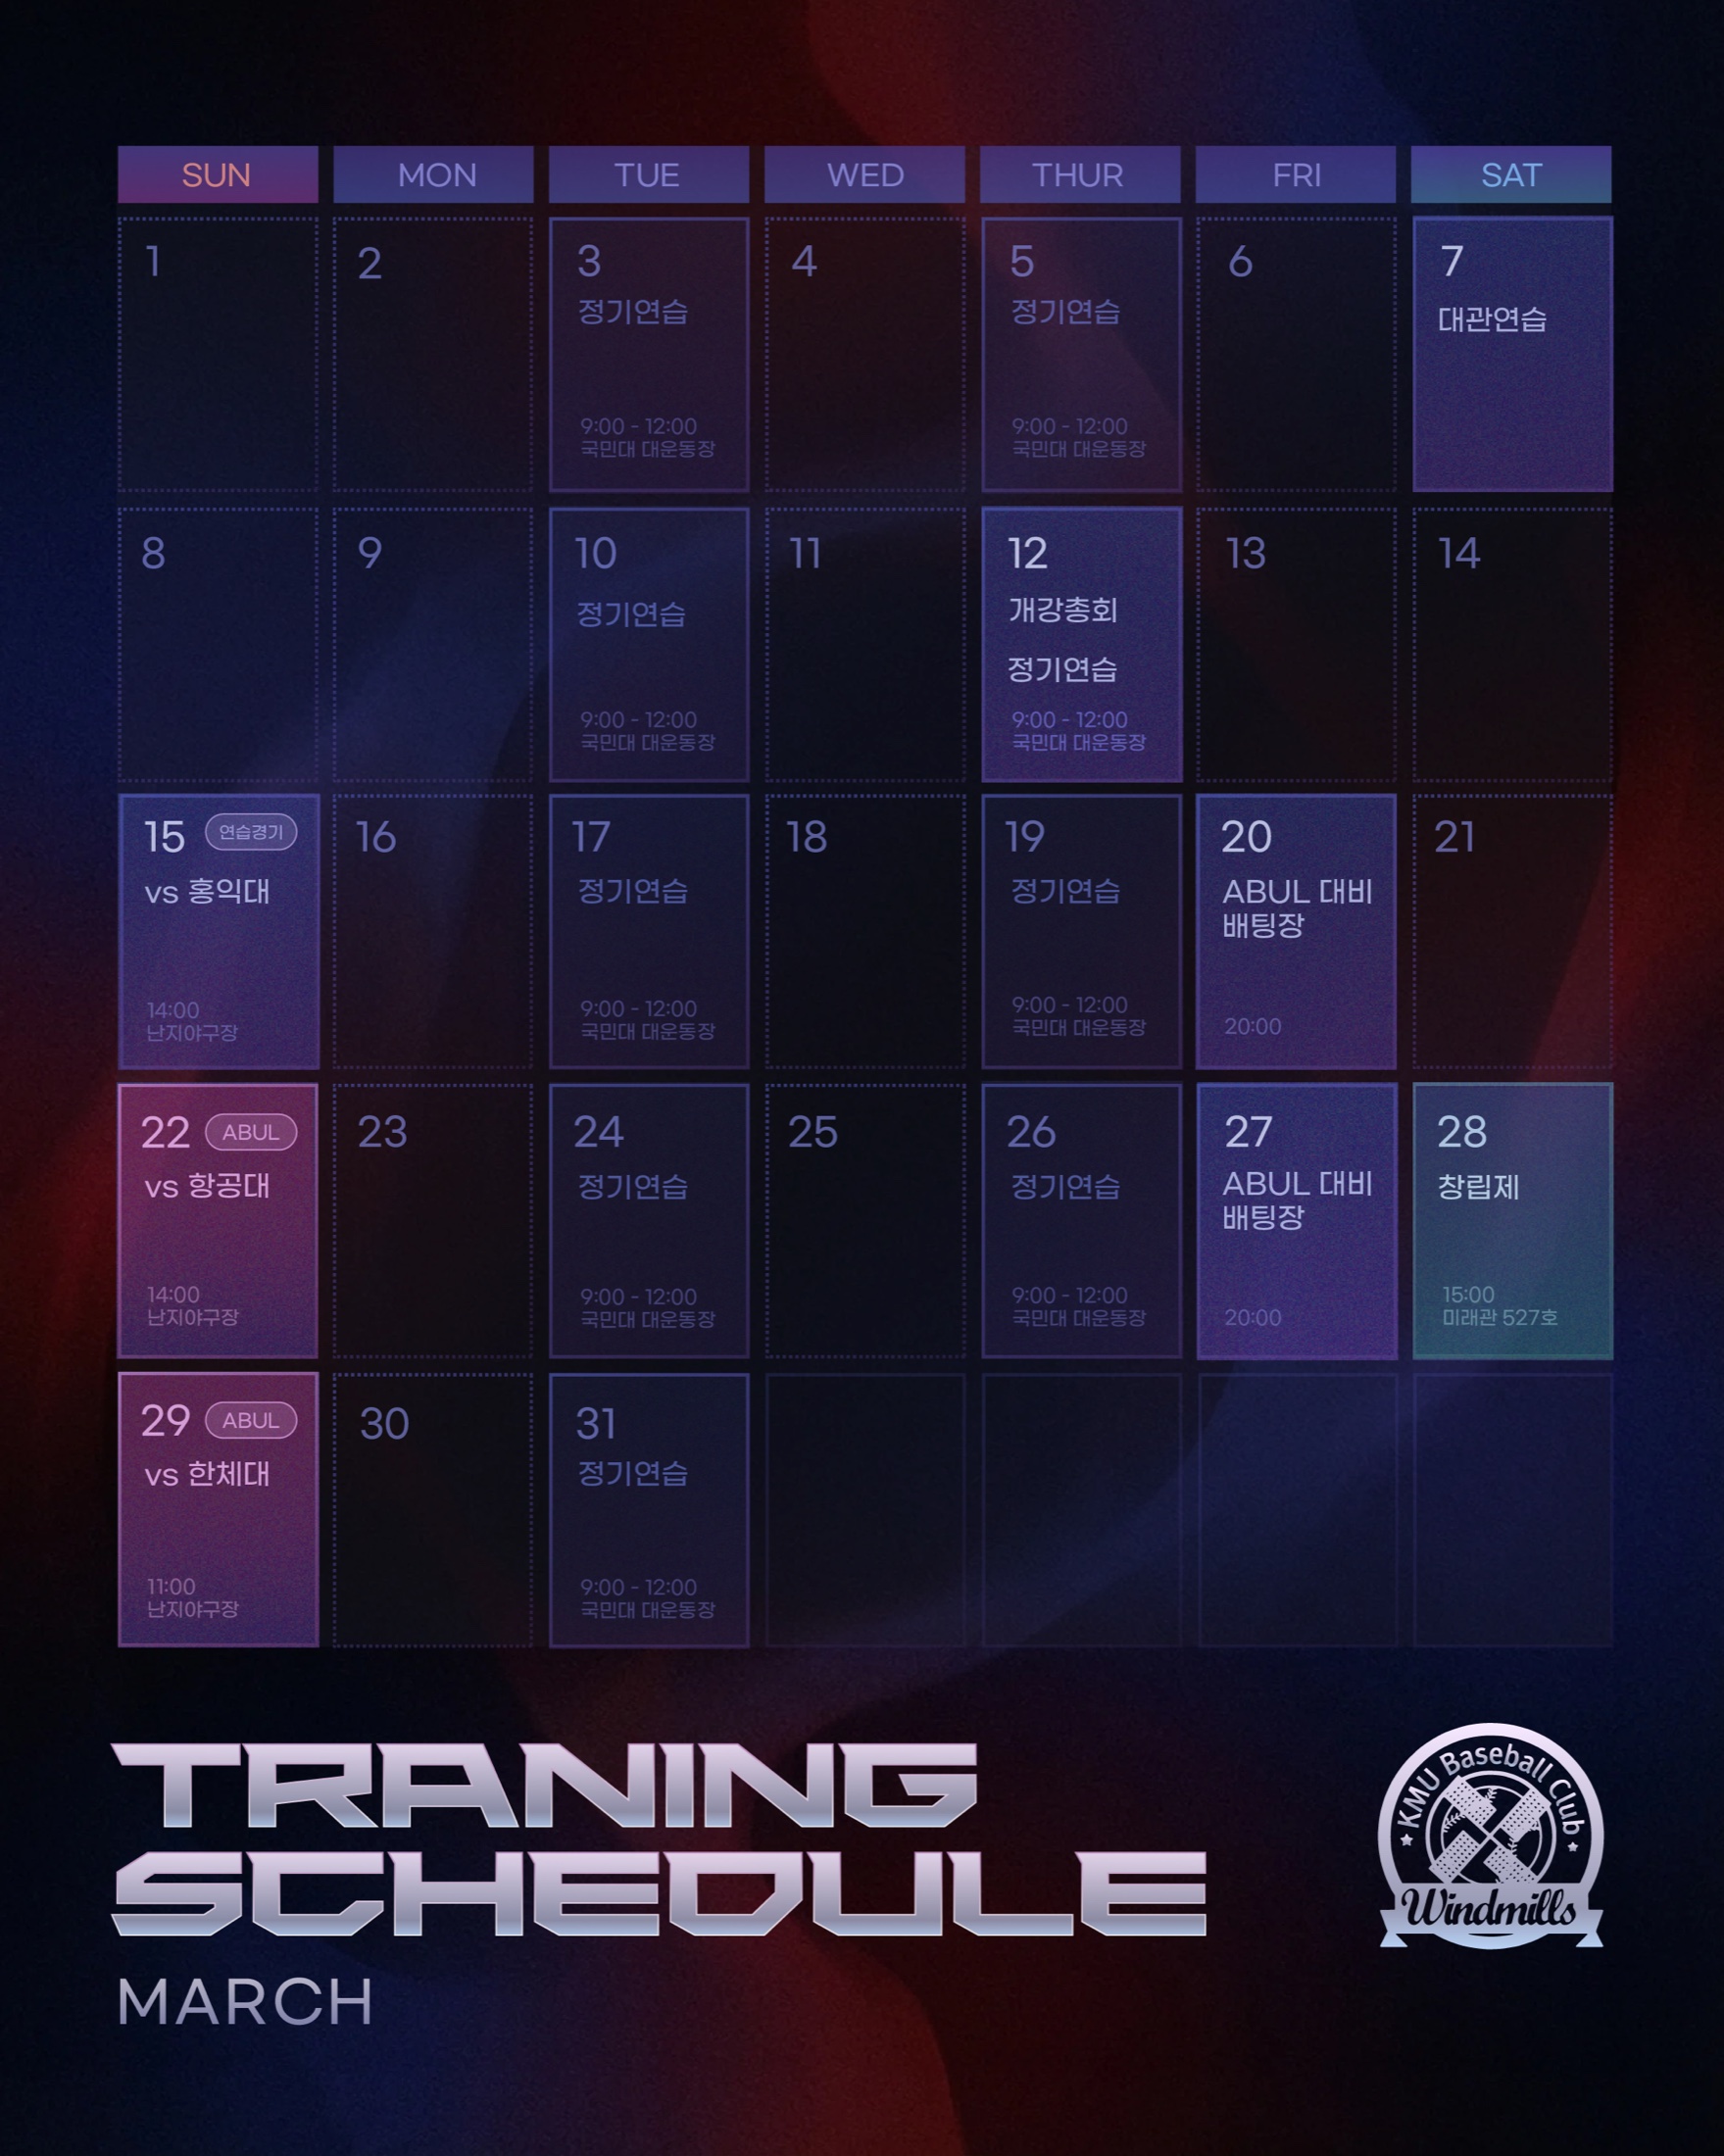 SUN MON TUE WED THUR FRI SAT
1
2
3
정기연습
9:00 - 12:00
국민대 대운동장
4
5
정기연습
9:00 - 12:00
국민대 대운동장
6
7
대관연습
8
9
10
정기연습
9:00 - 12:00
국민대 대운동장
11
12
개강총회
정기연습
9:00 - 12:00
국민대 대운동장
13
14
15 연습경기
vs 홍익대
14:00
난지야구장
16
17
정기연습
9:00 - 12:00
국민대 대운동장
18
19
정기연습
9:00 - 12:00
국민대 대운동장
20
ABUL 대비
배팅장
20:00
21
22 ABUL
vs 항공대
14:00
난지야구장
23
24
정기연습
9:00 - 12:00
국민대 대운동장
25
26
정기연습
9:00 - 12:00
국민대 대운동장
27
ABUL 대비
배팅장
20:00
28
창립제
15:00
미래관 527호
29 ABUL
vs 한체대
11:00
난지야구장
30
31
정기연습
9:00 - 12:00
국민대 대운동장
TRANING
SCHEDULE
MARCH
KMU Baseball Club
Windmills